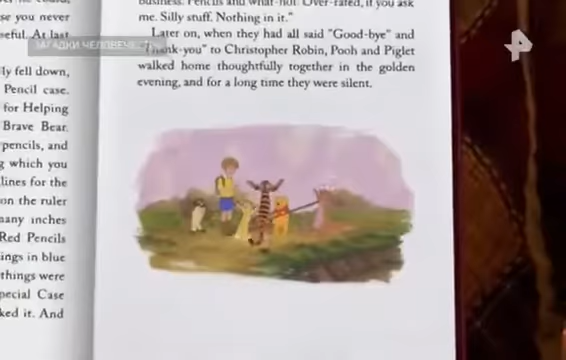 se you never
seful. At last
ly fell down,
Pencil case.
for Helping
Brave Bear.
pencils, and
g which you
lines for the
on the ruler
many inches
Red Pencils
ings in blue
things were
pecial Case
ked it. And
business. Pencils and what-not. Over-rated, if you ask
me. Silly stuff. Nothing in it."
Later on, when they had all said "Good-bye" and
"Thank-you" to Christopher Robin, Pooh and Piglet
walked home thoughtfully together in the golden
evening, and for a long time they were silent.
ЗАГАДКИ ЧЕЛОВЕЧЕ